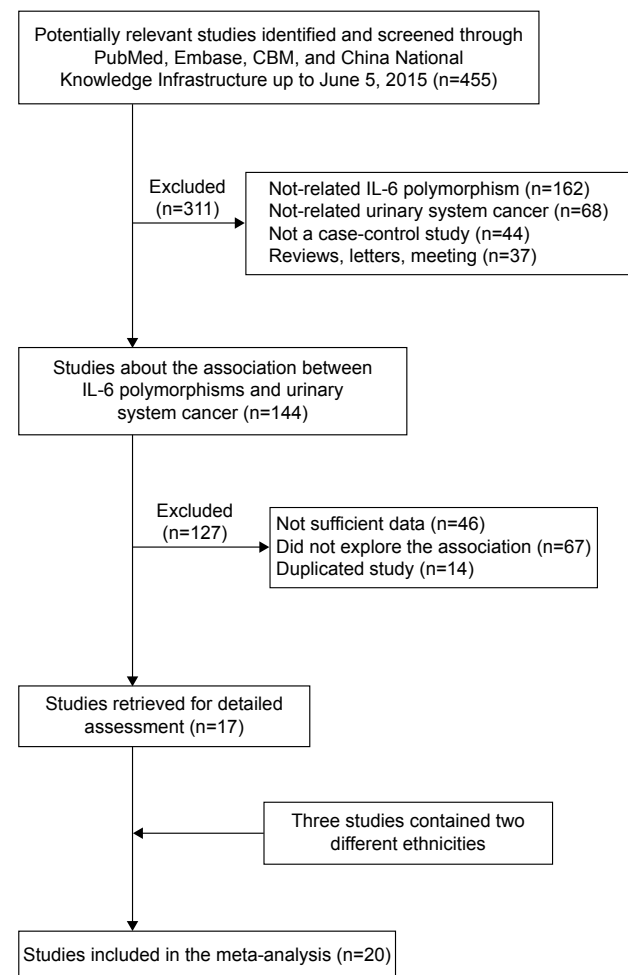 Potentially relevant studies identified and screened through
PubMed, Embase, CBM, and China National
Knowledge Infrastructure up to June 5, 2015 (n=455)
Excluded
(n=311)
Not-related IL-6 polymorphism (n=162)
Not-related urinary system cancer (n=68)
Not a case-control study (n=44)
Reviews, letters, meeting (n=37)
Studies about the association between
IL-6 polymorphisms and urinary
system cancer (n=144)
Excluded
(n=127)
Not sufficient data (n=46)
Did not explore the association (n=67)
Duplicated study (n=14)
Studies retrieved for detailed
assessment (n=17)
Three studies contained two
different ethnicities
Studies included in the meta-analysis (n=20)